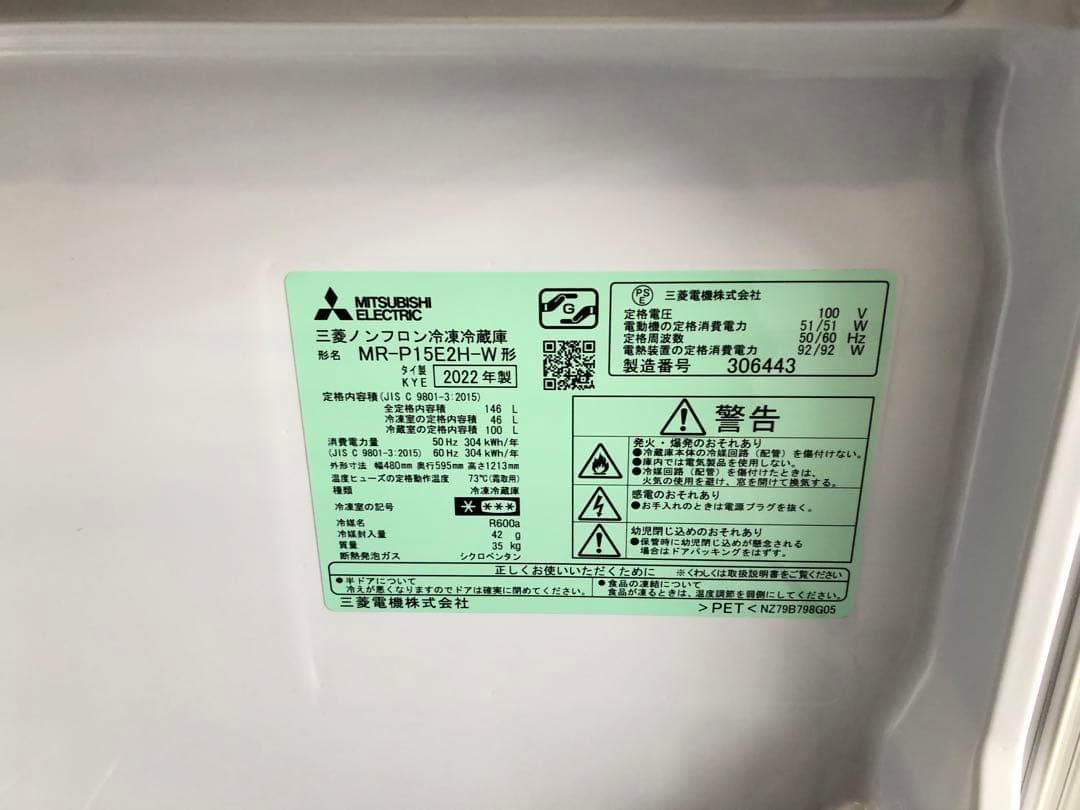 MITSUBISHI
ELECTRIC
三菱ノンフロン冷凍冷蔵庫
形名 MR-P15E2H-W形
タイ製
KYE 2022年製
定格内容積(JIS C 9801-3:2015)
全定格内容積 146 L
冷凍室の定格内容積 46 L
冷蔵室の定格内容積 100 L
消費電力量 50 Hz 304 kWh/年
(JIS C 9801-3:2015) 60 Hz 304 kWh/年
外形寸法 幅480mm 奥行595mm 高さ1213mm
温度ヒューズの定格動作温度 73℃(霜取用)
種類 冷凍冷蔵庫
冷凍室の記号
冷媒名 R600a
冷媒封入量 42 g
質量 35 kg
断熱発泡ガス シクロペンタン
G
PSE 三菱電機株式会社
定格電圧 100 V
電動機の定格消費電力 51/51 W
定格周波数 50/60 Hz
電熱装置の定格消費電力 92/92 W
製造番号 306443
警告
発火・爆発のおそれあり
●冷蔵庫本体の冷媒回路(配管)を傷付けない。
●庫内では電気製品を使用しない。
●冷媒回路(配管)を傷付けたときは、
火気の使用を避け、窓を開けて換気する。
感電のおそれあり
●お手入れのときは電源プラグを抜く。
幼児閉じ込めのおそれあり
●保管時に幼児閉じ込めが懸念される
場合はドアパッキングをはずす。
正しくお使いいただくために ※くわしくは取扱説明書をご覧ください
●半ドアについて
冷えが悪くなりますのでドアは確実に閉めてください。
●食品の凍結について
食品が凍るときは、温度調節を弱側にしてください。
三菱電機株式会社
>PET< NZ79B798G05